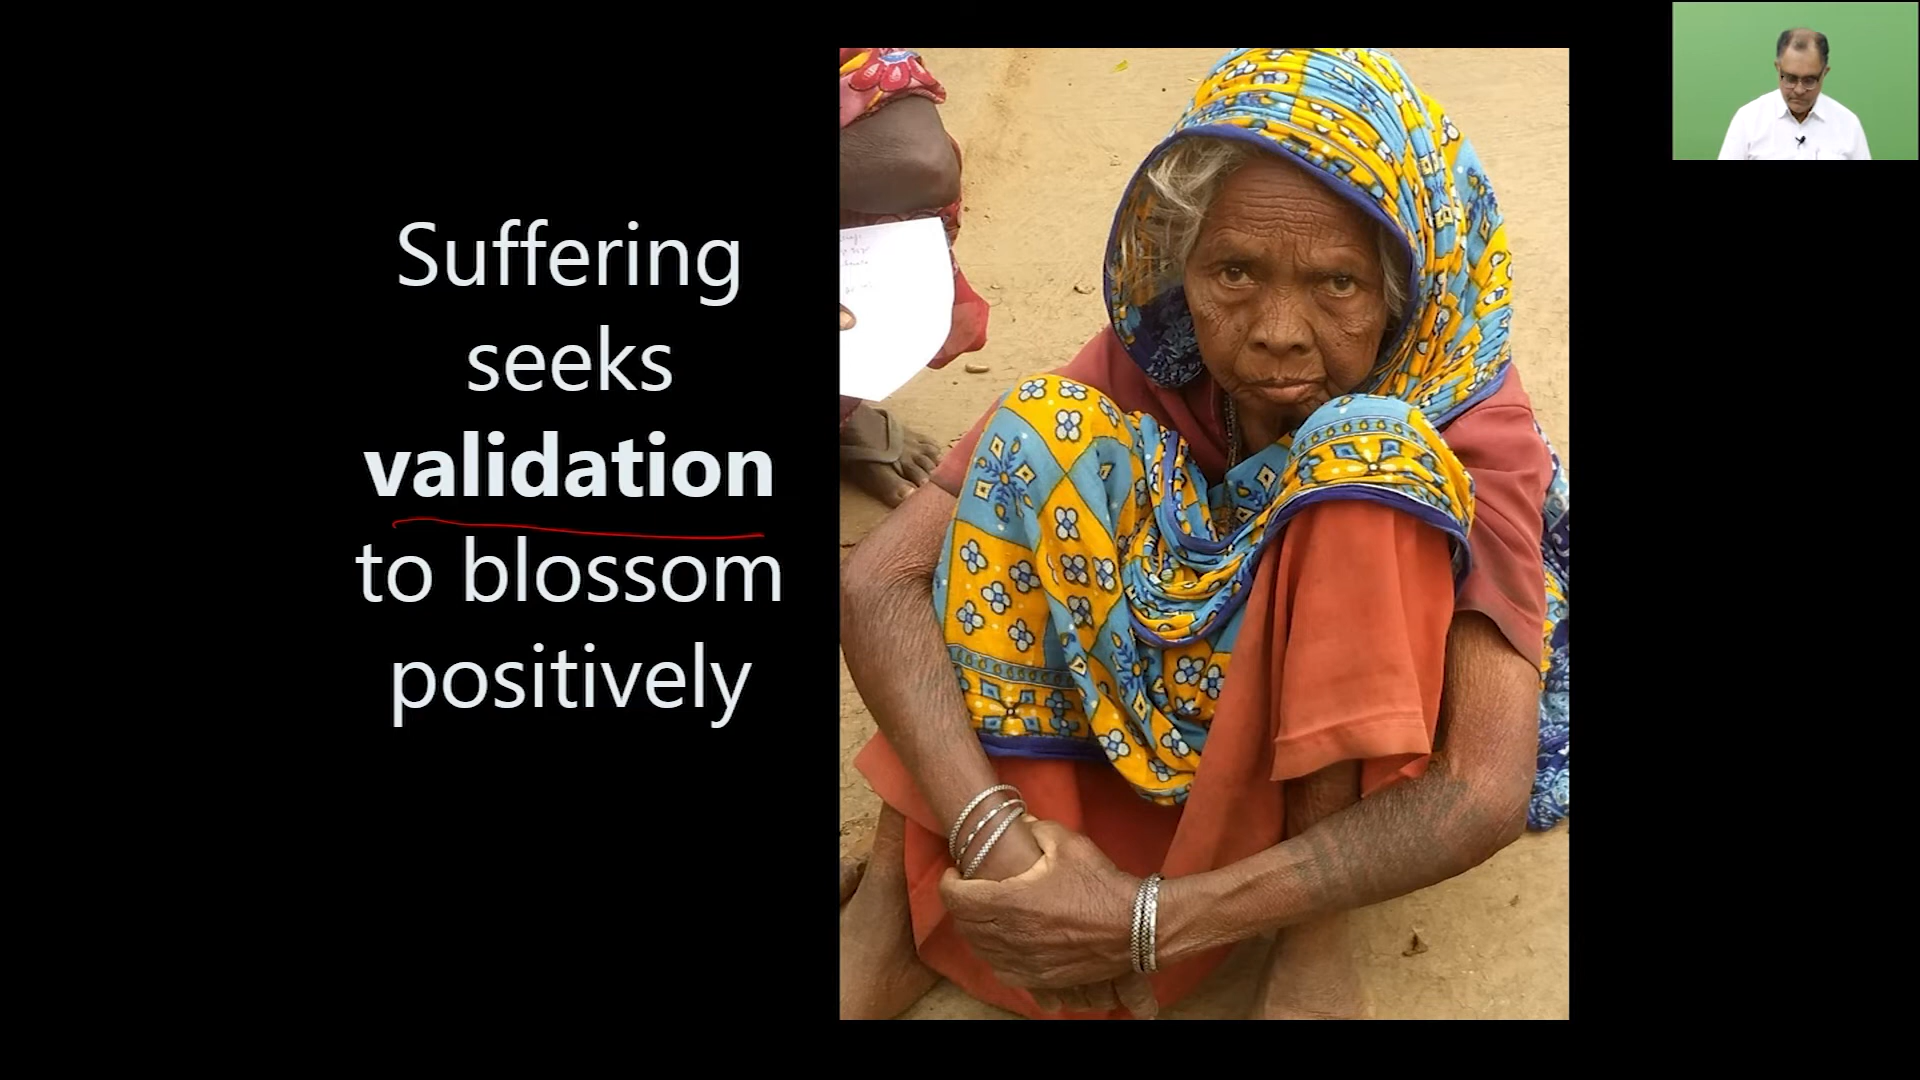 Suffering
seeks
validation
to blossom
positively